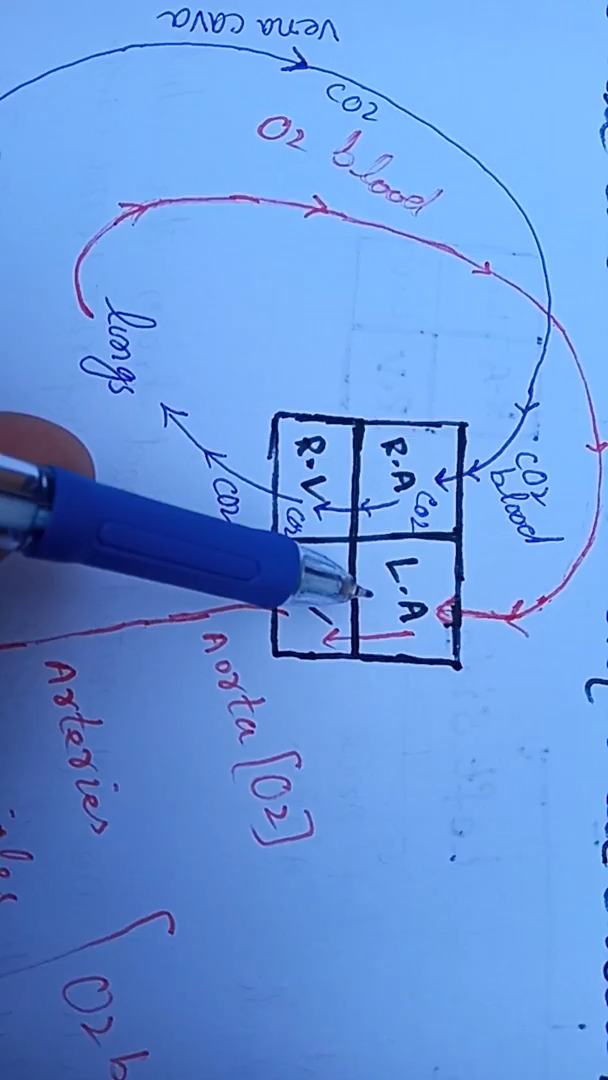 vena cava
CO2
O2 blood
CO2 blood
lungs
R.A
CO2
L.A
R.V
CO2
CO2
Aorta [O2]
Arteries
[O2 b